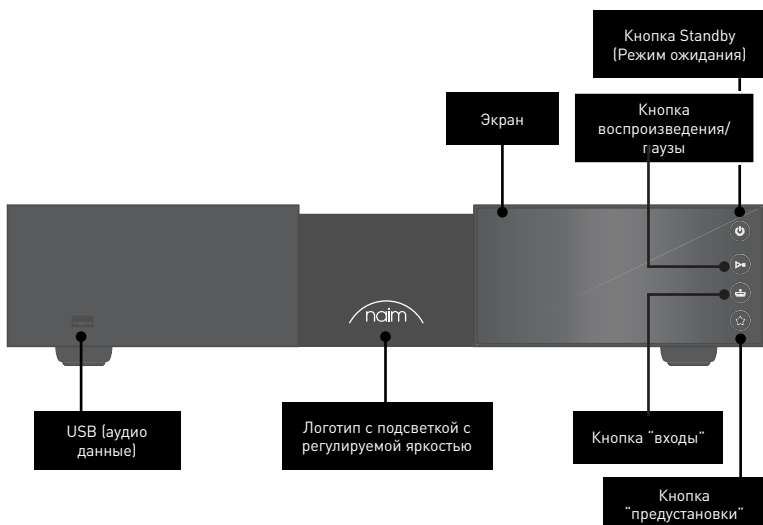 Кнопка Standby
(Режим ожидания)
Экран
Кнопка
воспроизведения/
паузы
naim
USB (аудио
данные)
Логотип с подсветкой с
регулируемой яркостью
Кнопка “входы”
Кнопка
“предустановки”